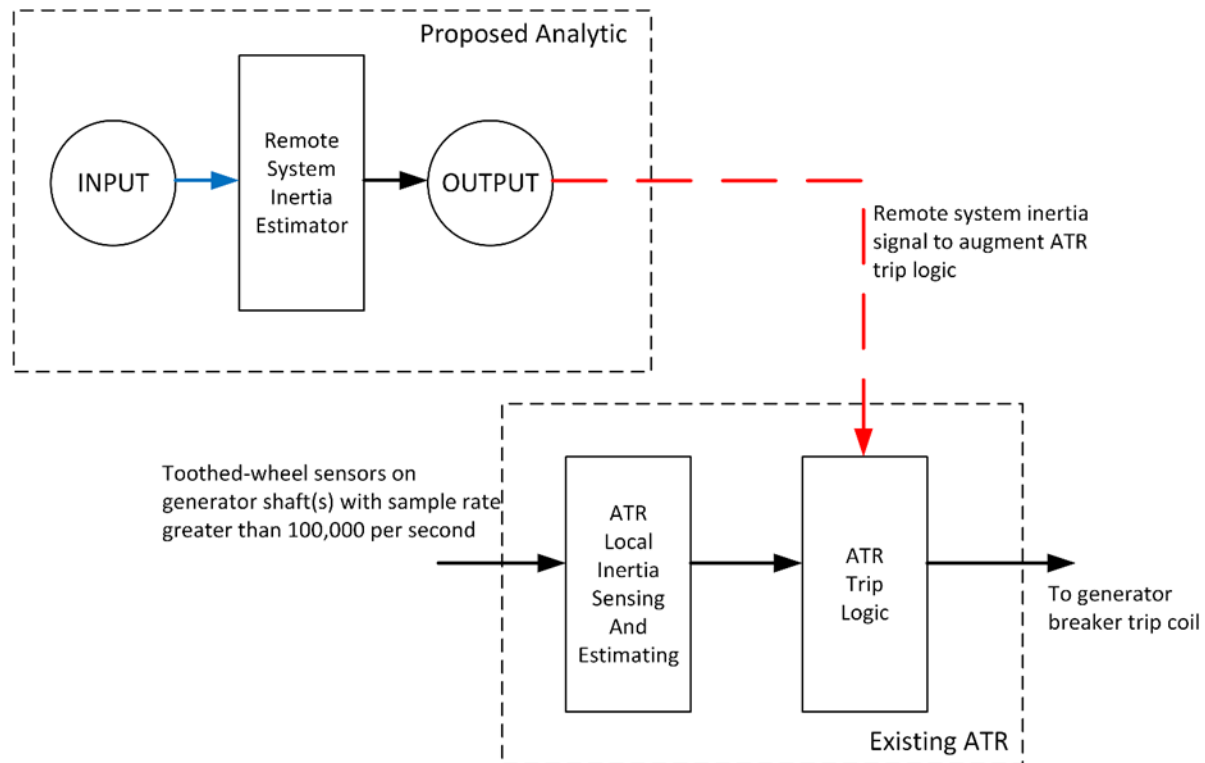 Proposed Analytic
INPUT
Remote
System
Inertia
Estimator
OUTPUT
Remote system inertia
signal to augment ATR
trip logic
Toothed-wheel sensors on
generator shaft(s) with sample rate
greater than 100,000 per second
ATR
Local
Inertia
Sensing
And
Estimating
ATR
Trip
Logic
To generator
breaker trip coil
Existing ATR